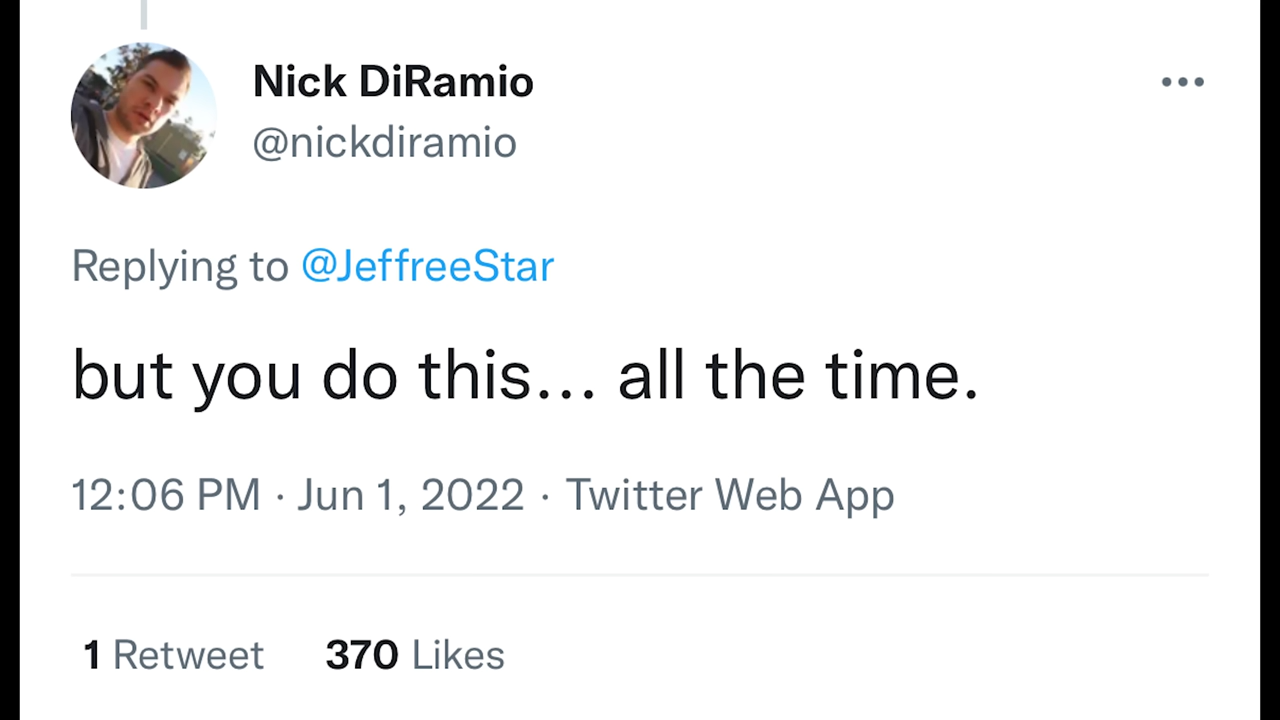 Nick DiRamio
@nickdiramio
Replying to @JeffreeStar
but you do this... all the time.
12:06 PM · Jun 1, 2022 · Twitter Web App
1 Retweet 370 Likes